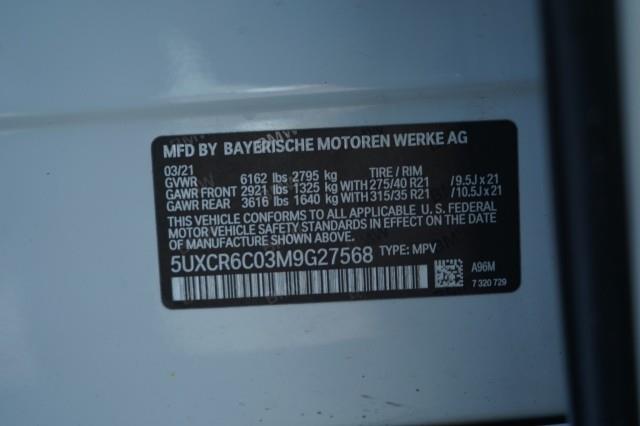 MFD BY BAYERISCHE MOTOREN WERKE AG
03/21 TIRE / RIM
GVWR 6162 lbs 2795 kg
GAWR FRONT 2921 lbs 1325 kg WITH 275/40 R21 /9.5J x 21
GAWR REAR 3616 lbs 1640 kg WITH 315/35 R21 /10.5J x 21
THIS VEHICLE CONFORMS TO ALL APPLICABLE U. S. FEDERAL
MOTOR VEHICLE SAFETY STANDARDS IN EFFECT ON THE DATE
OF MANUFACTURE SHOWN ABOVE.
5UXCR6C03M9G27568 TYPE: MPV
A96M
7 320 729